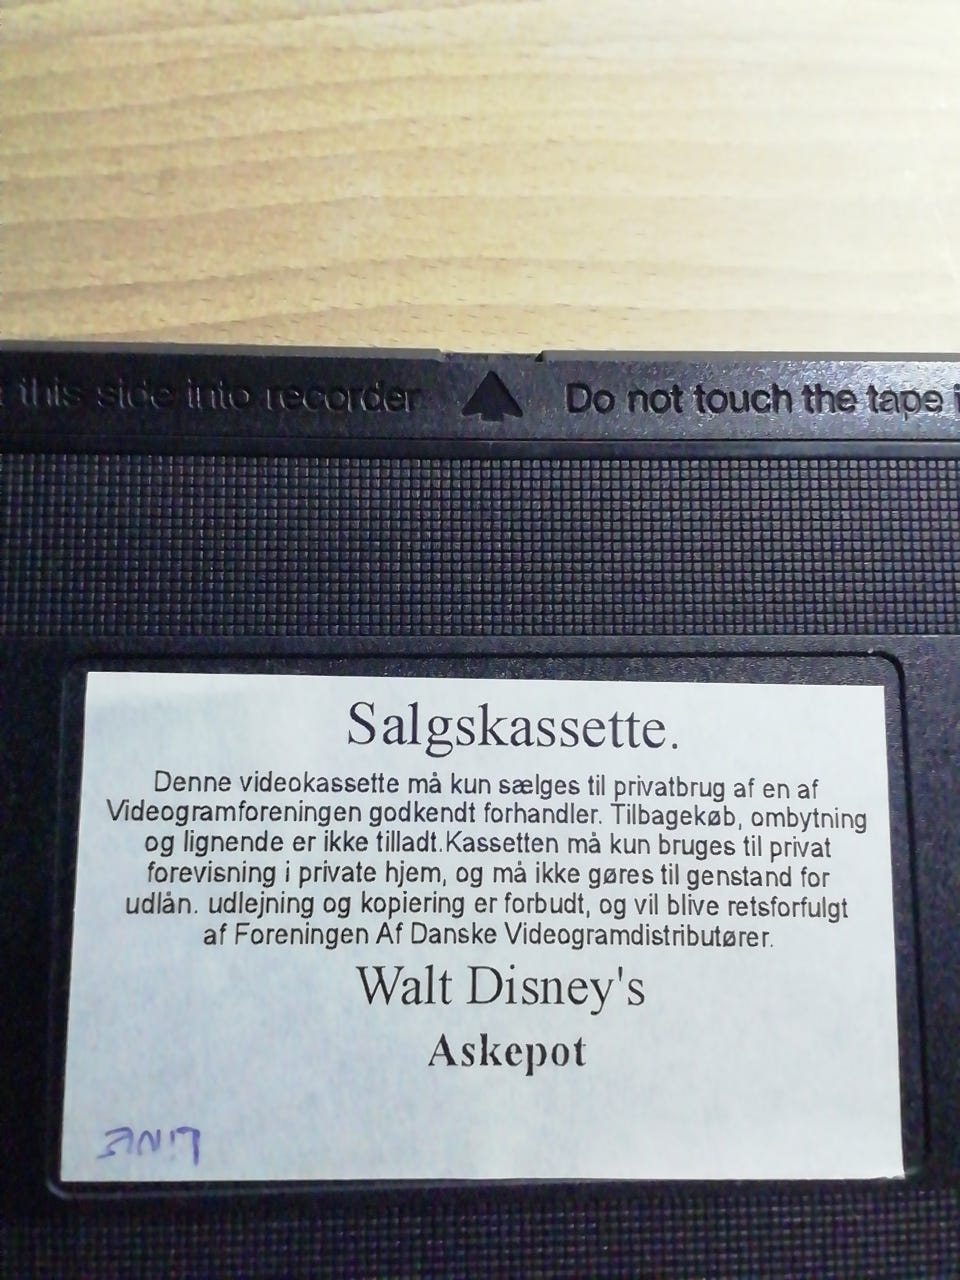 this side into recorder. Do not touch the tape
Salgskassette.
Denne videokassette må kun sælges til privatbrug af en af
Videogramforeningen godkendt forhandler. Tilbagekøb, ombytning
og lignende er ikke tilladt.Kassetten må kun bruges til privat
forevisning i private hjem, og må ikke gøres til genstand for
udlån. udlejning og kopiering er forbudt, og vil blive retsforfulgt
af Foreningen Af Danske Videogramdistributører.
Walt Disney's
Askepot
LINE